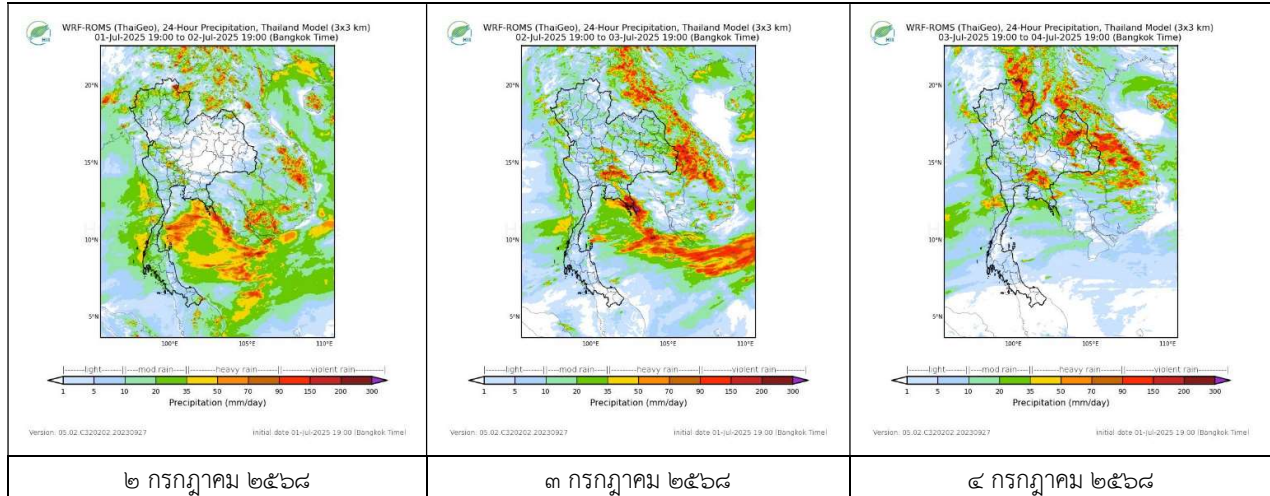 WRF-ROMS (ThaiGeo), 24-Hour Precipitation, Thailand Model (3x3 km)
01-Jul-2025 19:00 to 02-Jul-2025 19:00 (Bangkok Time)
20°N
15°N
10°N
5°N
100°E 105°E 110°E
|--------light--------||----mod rain----||--------heavy rain--------||--------violent rain--------
1 5 10 20 35 50 70 90 150 200 300
Precipitation (mm/day)
Version: 05.02.C320202.20230927 initial date 01-Jul-2025 19:00 (Bangkok Time)
๒ กรกฎาคม ๒๕๖๘
WRF-ROMS (ThaiGeo), 24-Hour Precipitation, Thailand Model (3x3 km)
02-Jul-2025 19:00 to 03-Jul-2025 19:00 (Bangkok Time)
20°N
15°N
10°N
5°N
100°E 105°E 110°E
|--------light--------||----mod rain----||--------heavy rain--------||--------violent rain--------
1 5 10 20 35 50 70 90 150 200 300
Precipitation (mm/day)
Version: 05.02.C320202.20230927 initial date 01-Jul-2025 19:00 (Bangkok Time)
๓ กรกฎาคม ๒๕๖๘
WRF-ROMS (ThaiGeo), 24-Hour Precipitation, Thailand Model (3x3 km)
03-Jul-2025 19:00 to 04-Jul-2025 19:00 (Bangkok Time)
20°N
15°N
10°N
5°N
100°E 105°E 110°E
|--------light--------||----mod rain----||--------heavy rain--------||--------violent rain--------
1 5 10 20 35 50 70 90 150 200 300
Precipitation (mm/day)
Version: 05.02.C320202.20230927 initial date 01-Jul-2025 19:00 (Bangkok Time)
๔ กรกฎาคม ๒๕๖๘